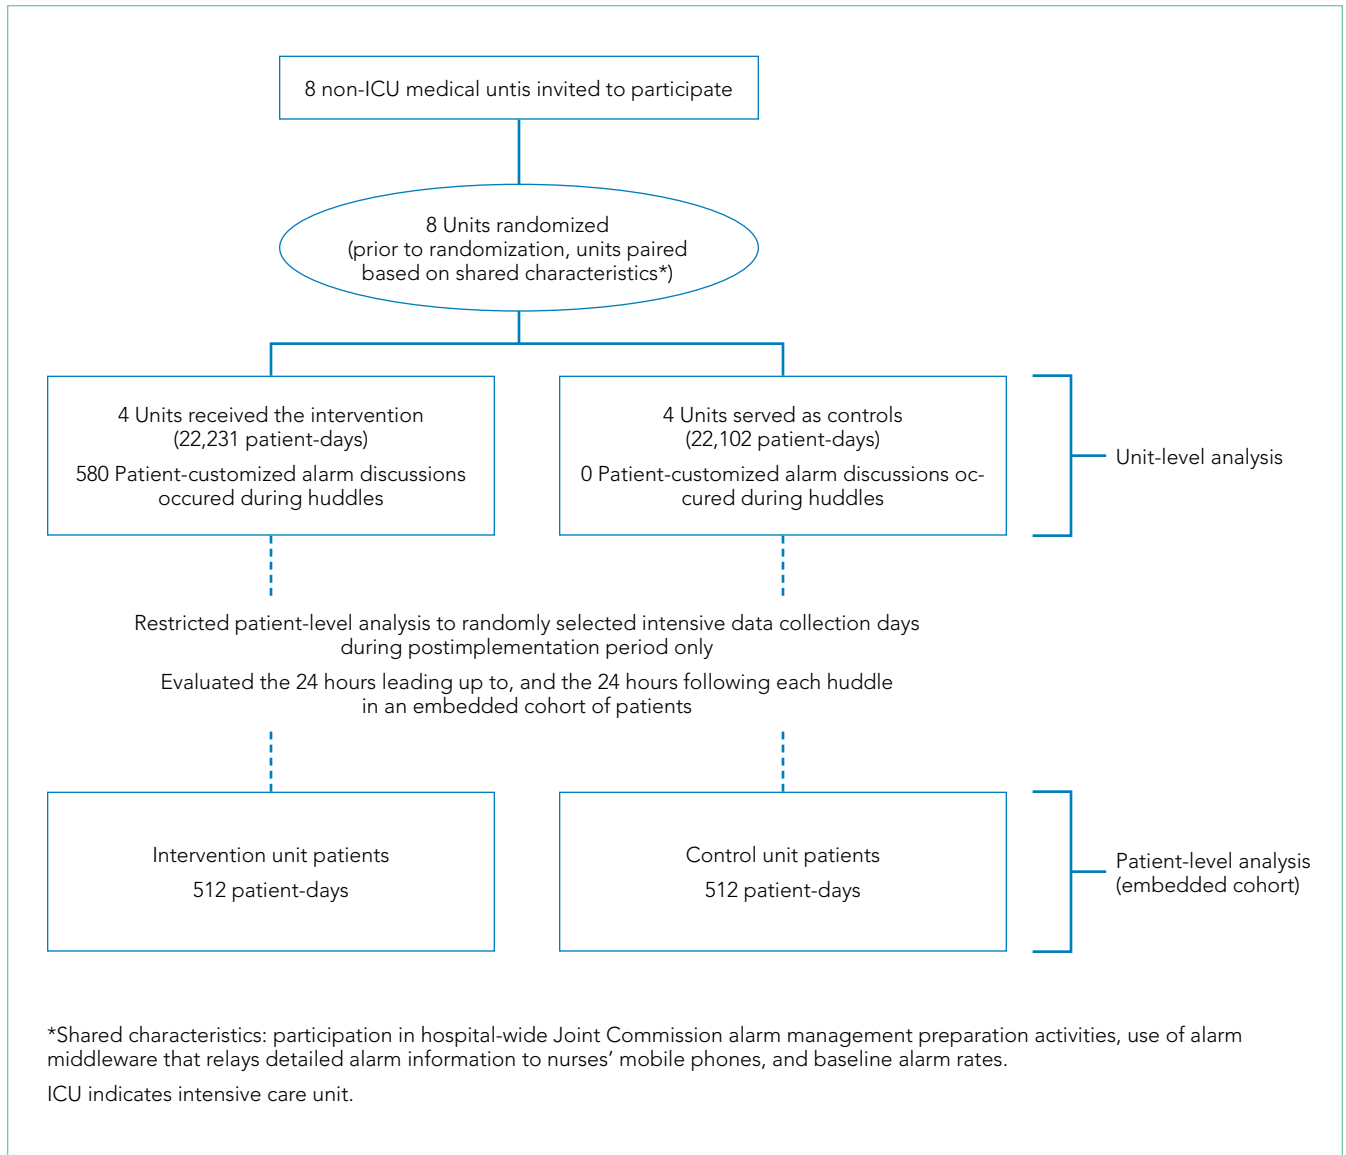 8 non-ICU medical untis invited to participate
8 Units randomized
(prior to randomization, units paired
based on shared characteristics*)
4 Units received the intervention
(22,231 patient-days)
580 Patient-customized alarm discussions
occured during huddles
4 Units served as controls
(22,102 patient-days)
0 Patient-customized alarm discussions oc-
cured during huddles
Unit-level analysis
Restricted patient-level analysis to randomly selected intensive data collection days
during postimplementation period only
Evaluated the 24 hours leading up to, and the 24 hours following each huddle
in an embedded cohort of patients
Intervention unit patients
512 patient-days
Control unit patients
512 patient-days
Patient-level analysis
(embedded cohort)
*Shared characteristics: participation in hospital-wide Joint Commission alarm management preparation activities, use of alarm
middleware that relays detailed alarm information to nurses’ mobile phones, and baseline alarm rates.
ICU indicates intensive care unit.